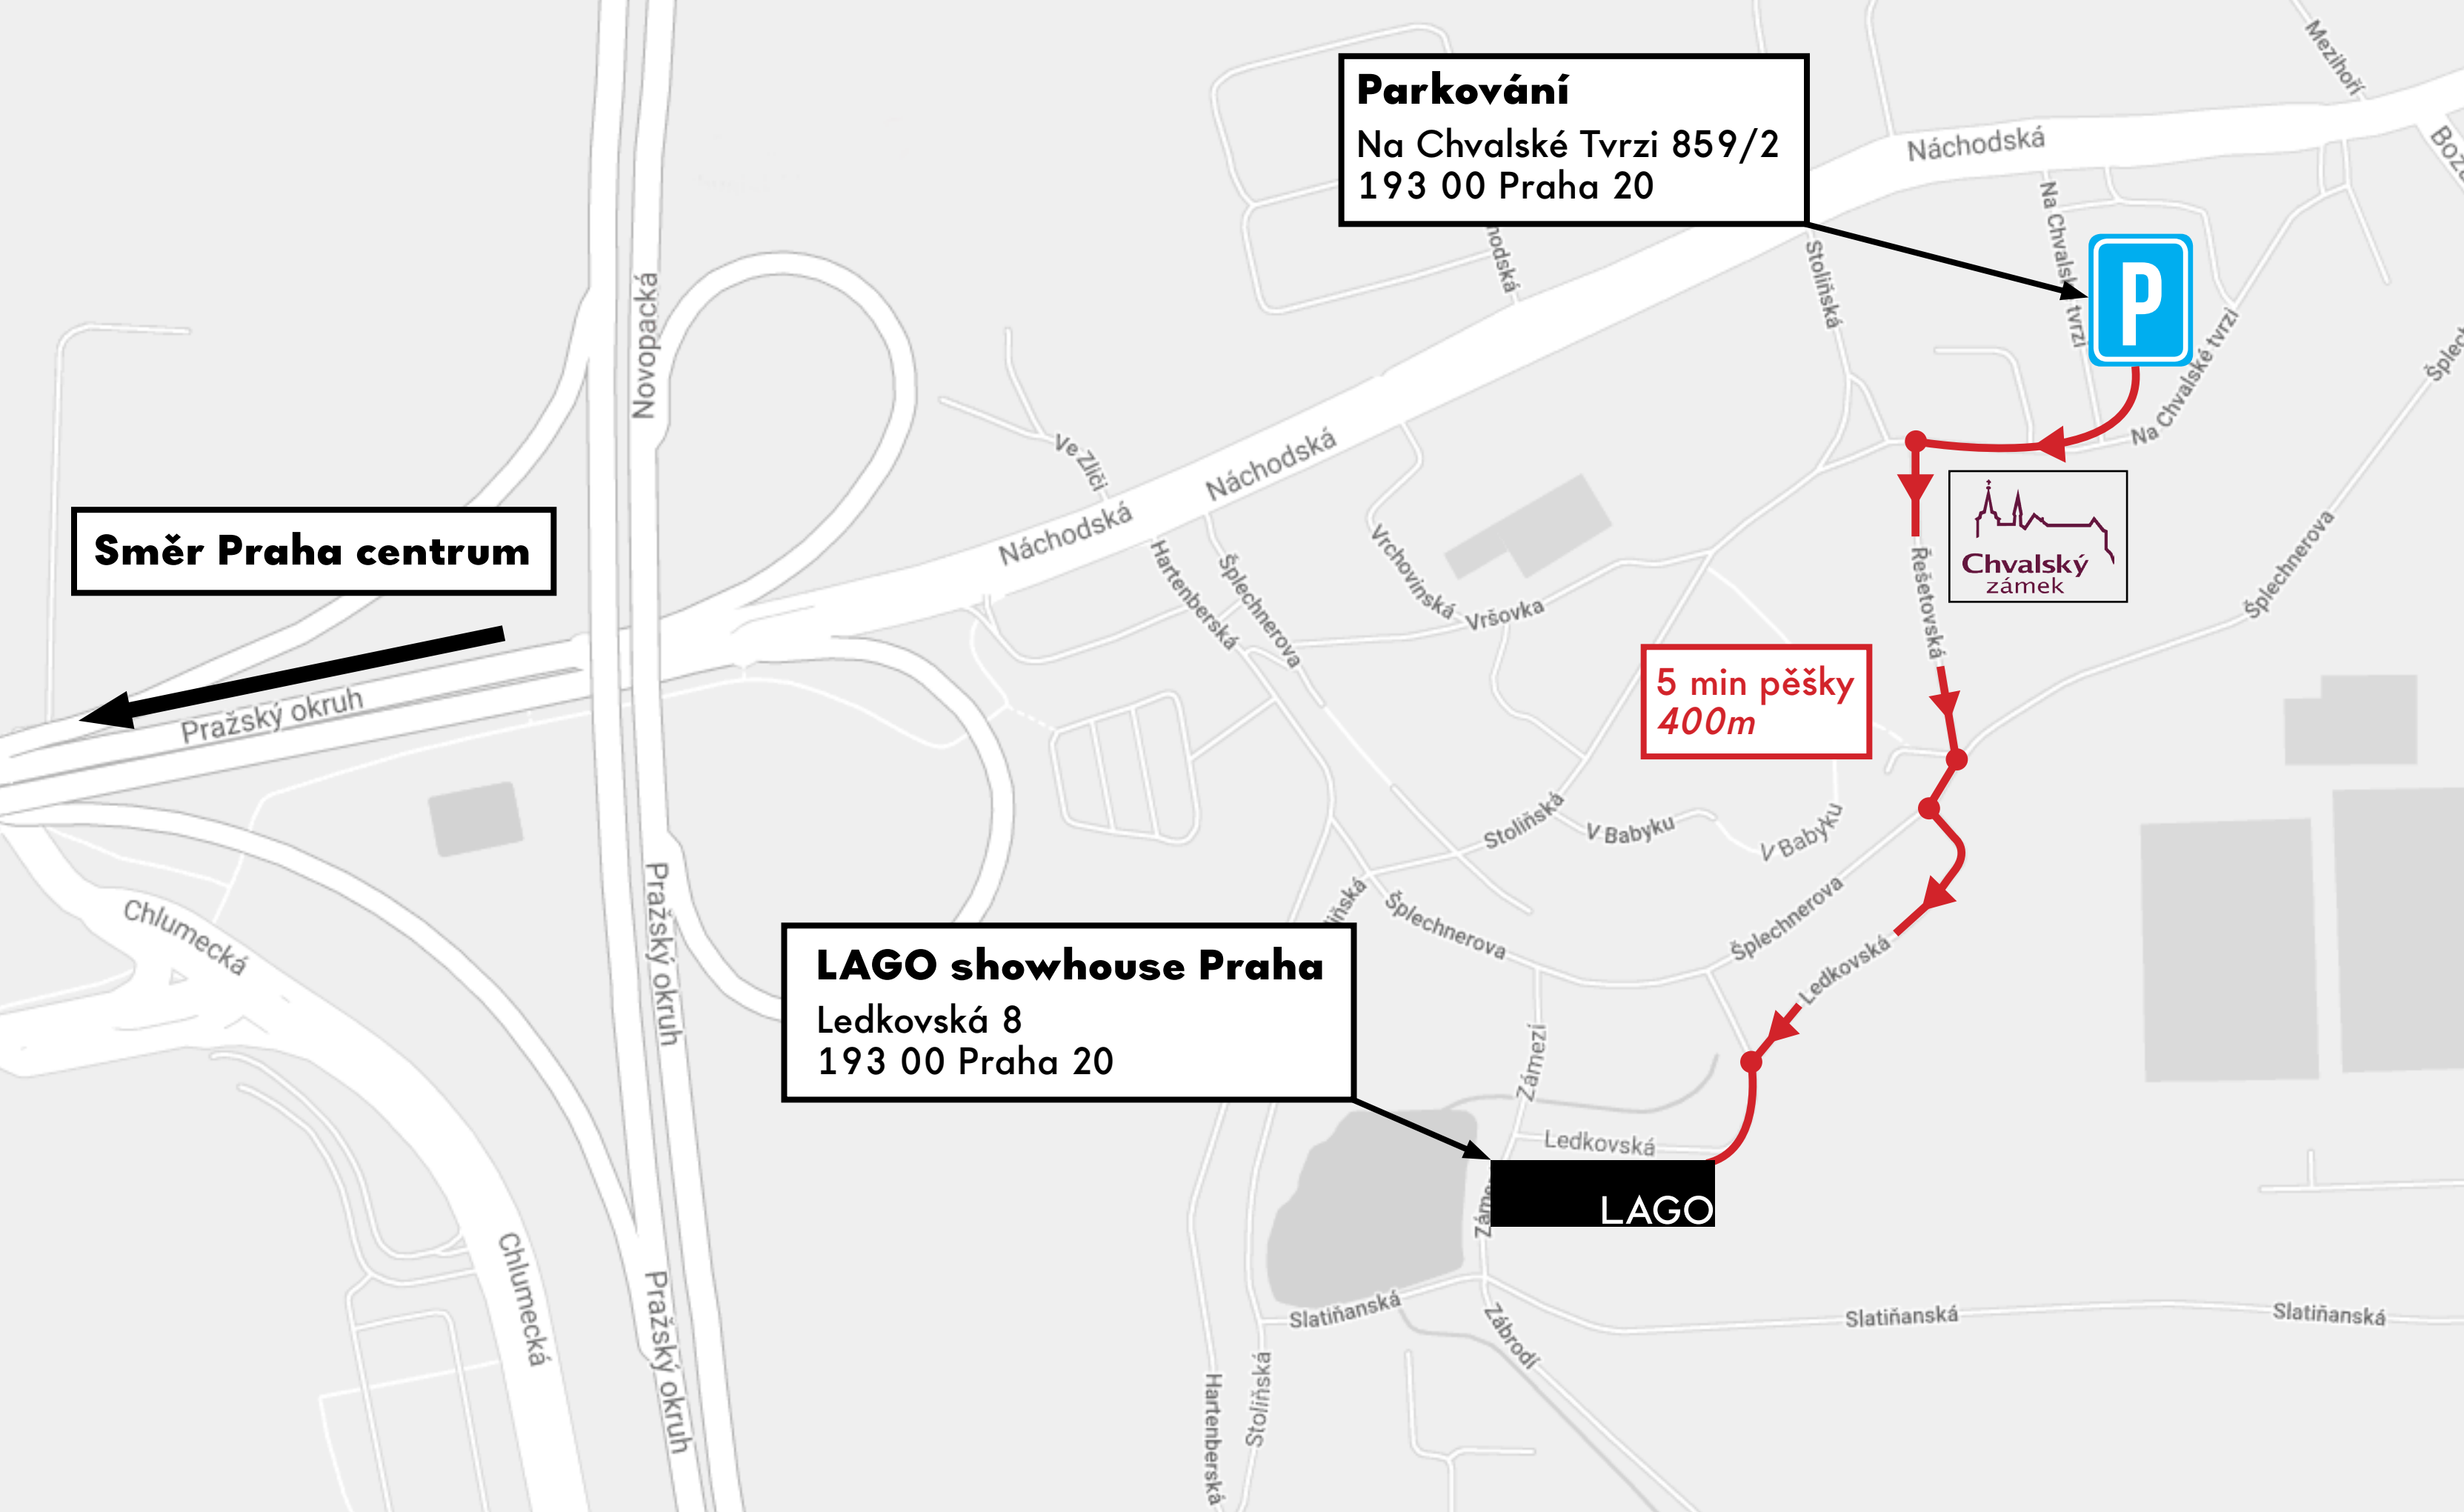 Mezihoří
Parkování
Na Chvalské Tvrzi 859/2
193 00 Praha 20
Náchodská
Na Chvalské tvrzi
P
Stoliňská
Novopacká
Na Chvalské tvrzi
Ve Zlíči
Náchodská
Náchodská
Směr Praha centrum
Chvalský
zámek
Řešetovská
Šplechnerova
Hartenberská
Šplechnerova
Vrchovinská
Vršovka
5 min pěšky
400m
Pražský okruh
Stoliňská
V Babyku
V Babyku
Chlumecká
Pražský okruh
Šplechnerova
Šplechnerova
Ledkovská
LAGO showhouse Praha
Ledkovská 8
193 00 Praha 20
Zámezí
Ledkovská
LAGO
Chlumecká
Pražský okruh
Slatiňanská
Zábrodí
Slatiňanská
Slatiňanská
Hartenberská
Stoliňská